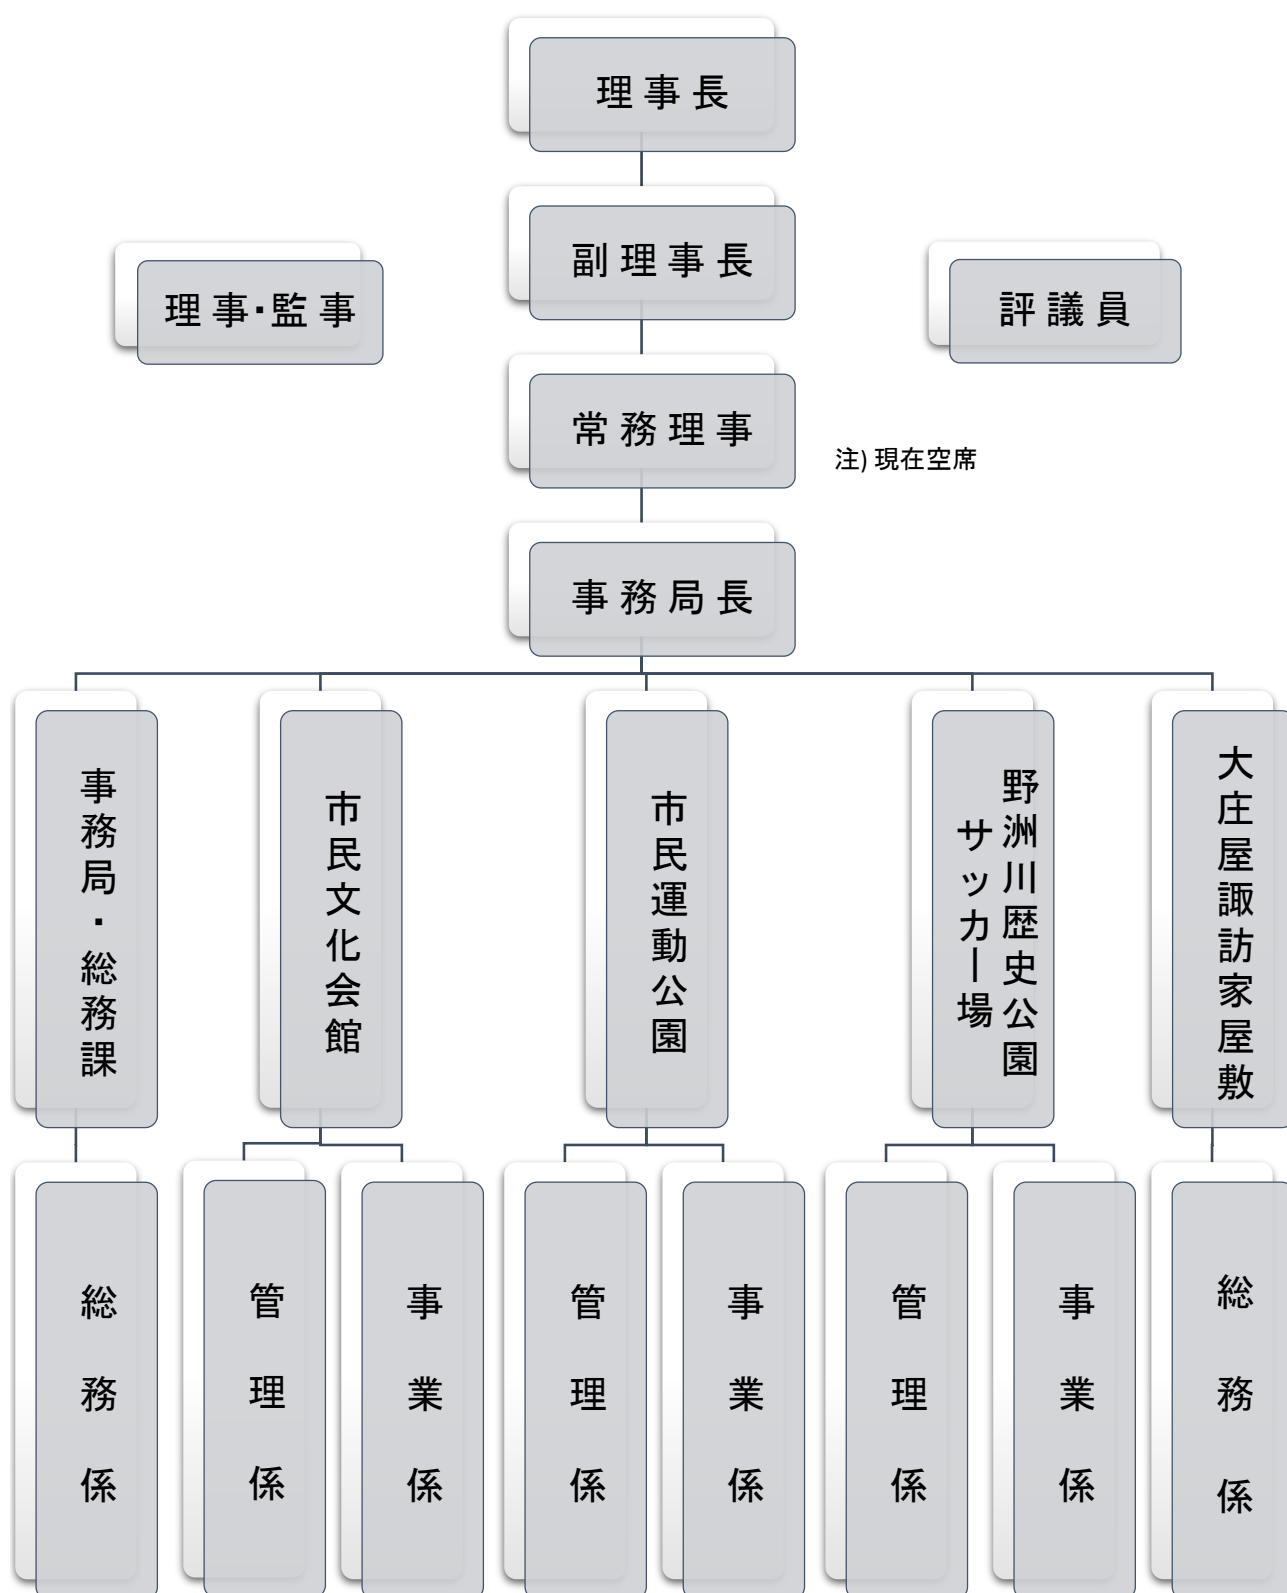 理事長
副理事長
理事・監事
評議員
常務理事
注) 現在空席
事務局長
事務局・総務課
市民文化会館
市民運動公園
野洲川歴史公園
サッカー場
大庄屋諏訪家屋敷
総務係
管理係
事業係
管理係
事業係
管理係
事業係
総務係